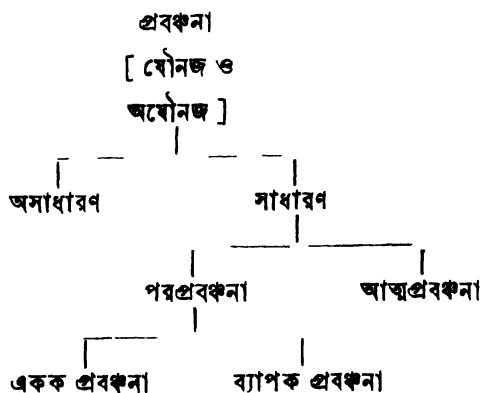 প্রবঞ্চনা
[ যৌনজ ও
অযৌনজ ]
অসাধারণ সাধারণ
পরপ্রবঞ্চনা আত্মপ্রবঞ্চনা
একক প্রবঞ্চনা ব্যাপক প্রবঞ্চনা